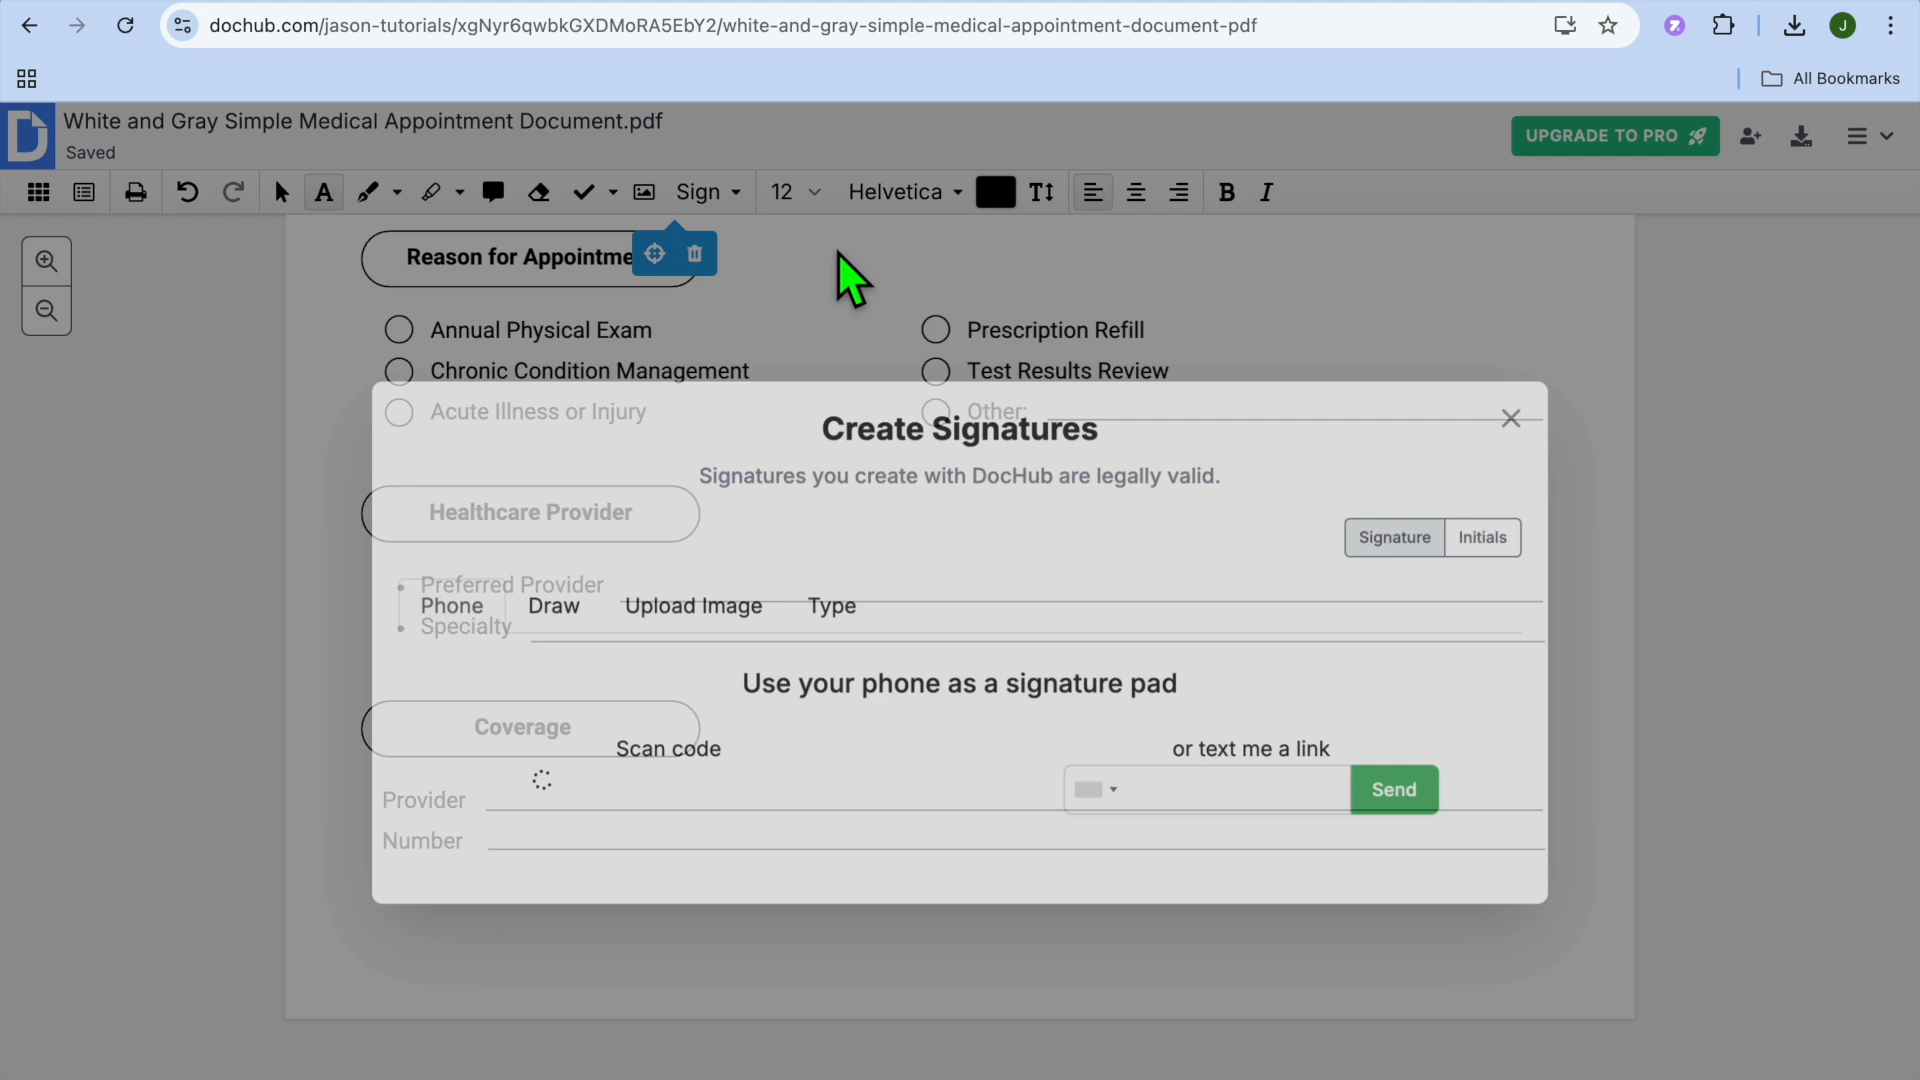 dochub.com/jason-tutorials/xgNyr6qwbkGXDMoRA5EbY2/white-and-gray-simple-medical-appointment-document-pdf
J
All Bookmarks
White and Gray Simple Medical Appointment Document.pdf
Saved
UPGRADE TO PRO
A
Sign
12
Helvetica
T
B
I
Reason for Appointme
Annual Physical Exam
Prescription Refill
Chronic Condition Management
Test Results Review
Acute Illness or Injury
Other:
Create Signatures
Signatures you create with DocHub are legally valid.
Healthcare Provider
Signature
Initials
Preferred Provider
Phone
Draw
Upload Image
Type
Specialty
Use your phone as a signature pad
Coverage
Scan code
or text me a link
Send
Provider
Number